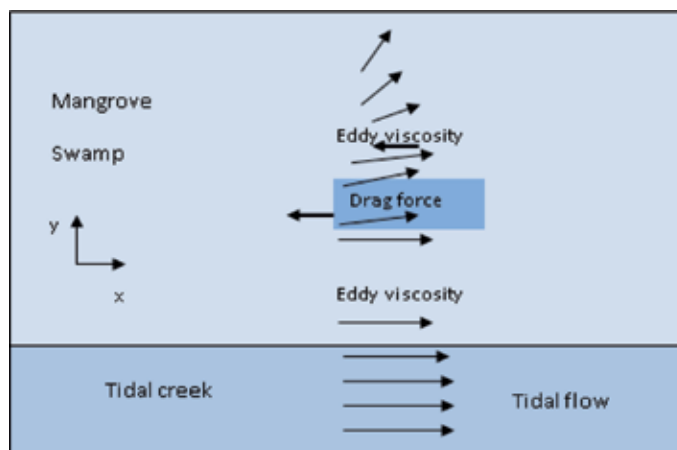 Mangrove
Swamp
Eddy viscosity
Drag force
y
x
Eddy viscosity
Tidal creek
Tidal flow